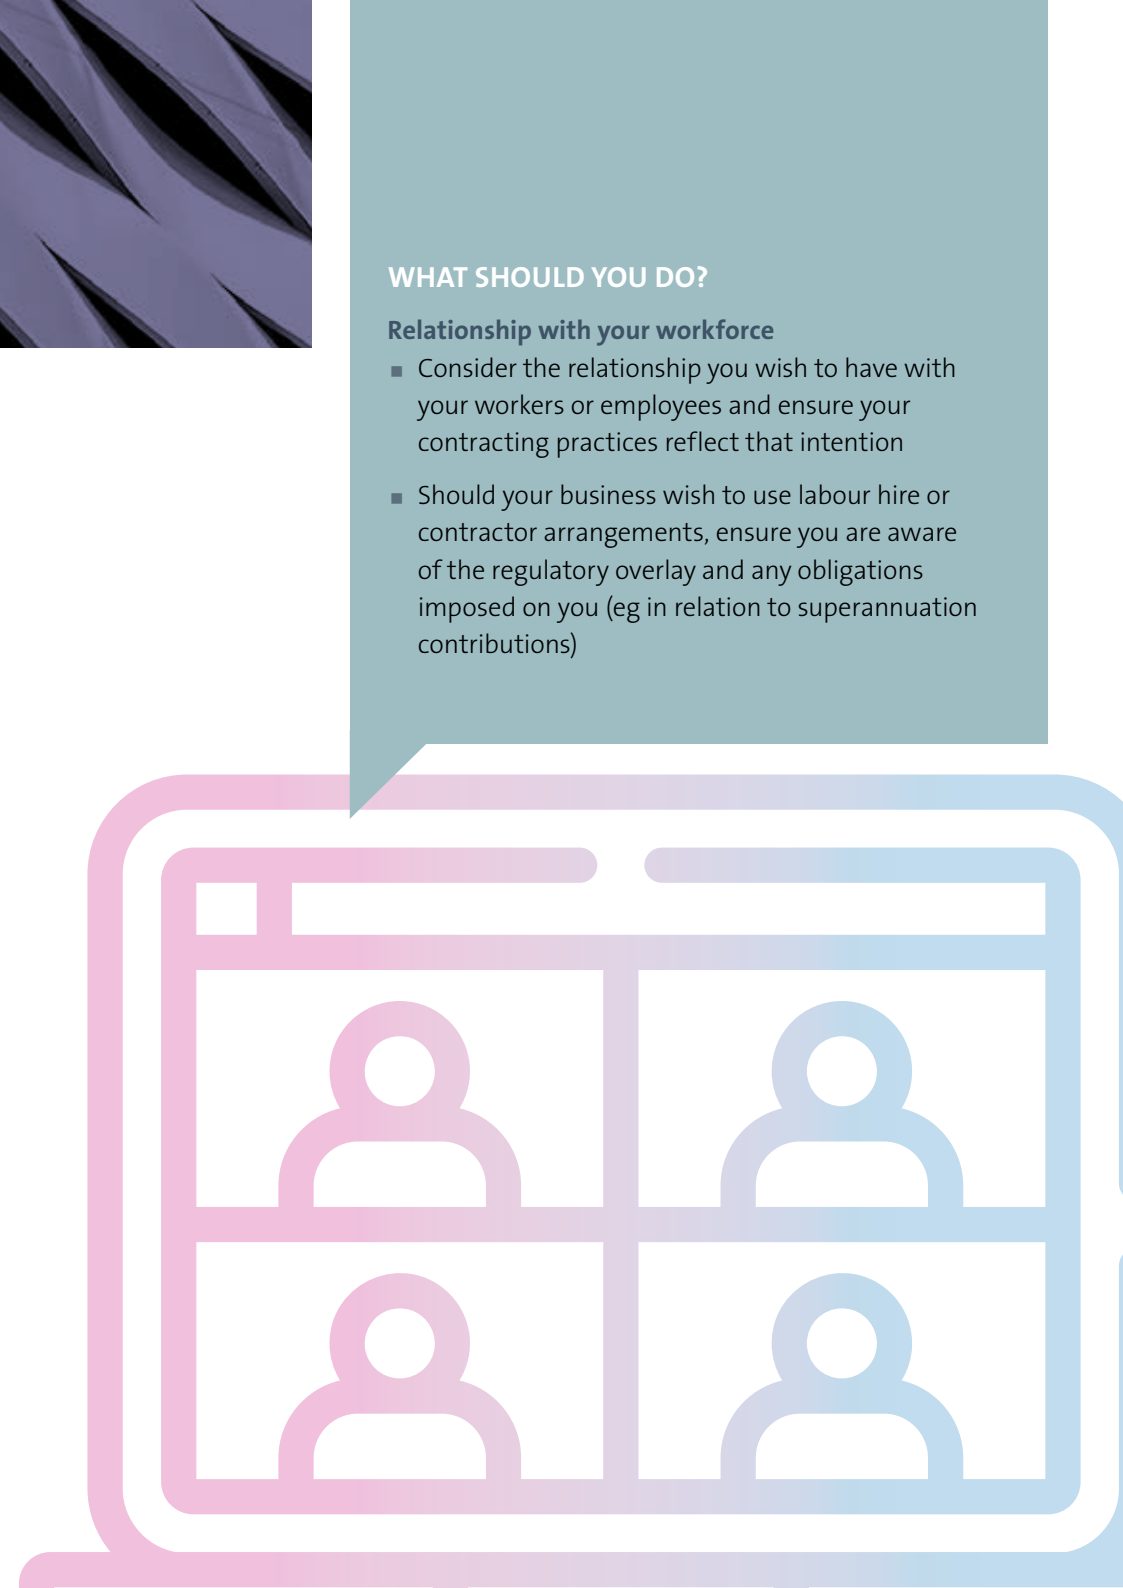 WHAT SHOULD YOU DO?
Relationship with your workforce
▪ Consider the relationship you wish to have with
your workers or employees and ensure your
contracting practices reflect that intention
▪ Should your business wish to use labour hire or
contractor arrangements, ensure you are aware
of the regulatory overlay and any obligations
imposed on you (eg in relation to superannuation
contributions)